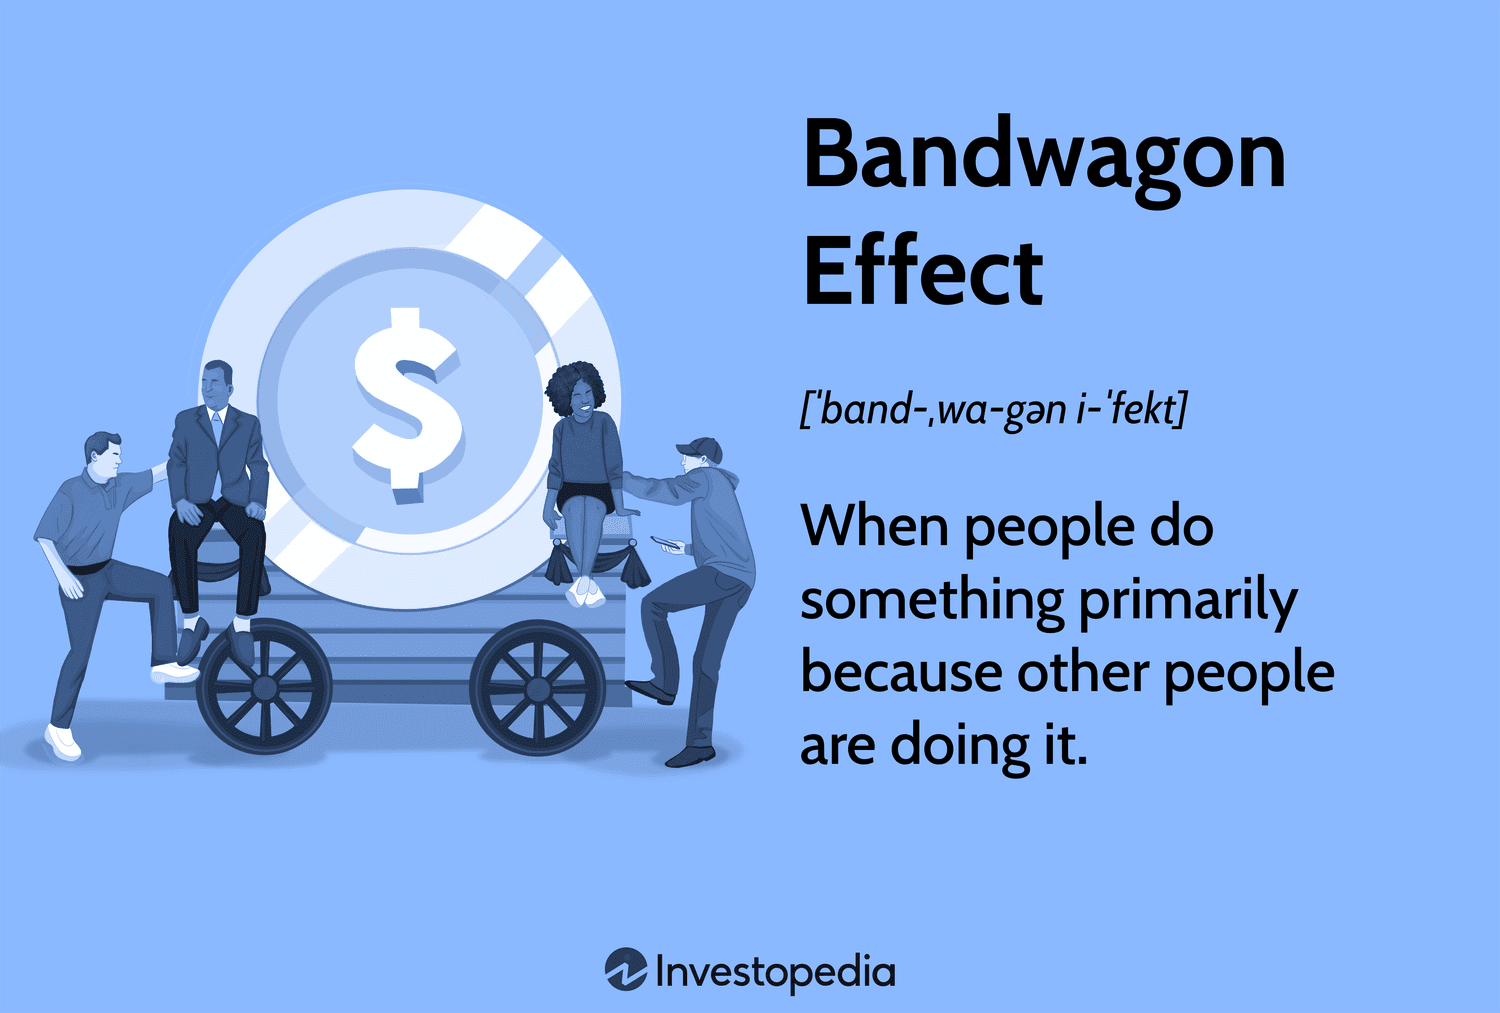 Bandwagon
Effect
[ˈband-ˌwa-gən i-ˈfekt]
When people do
something primarily
because other people
are doing it.
Investopedia
$